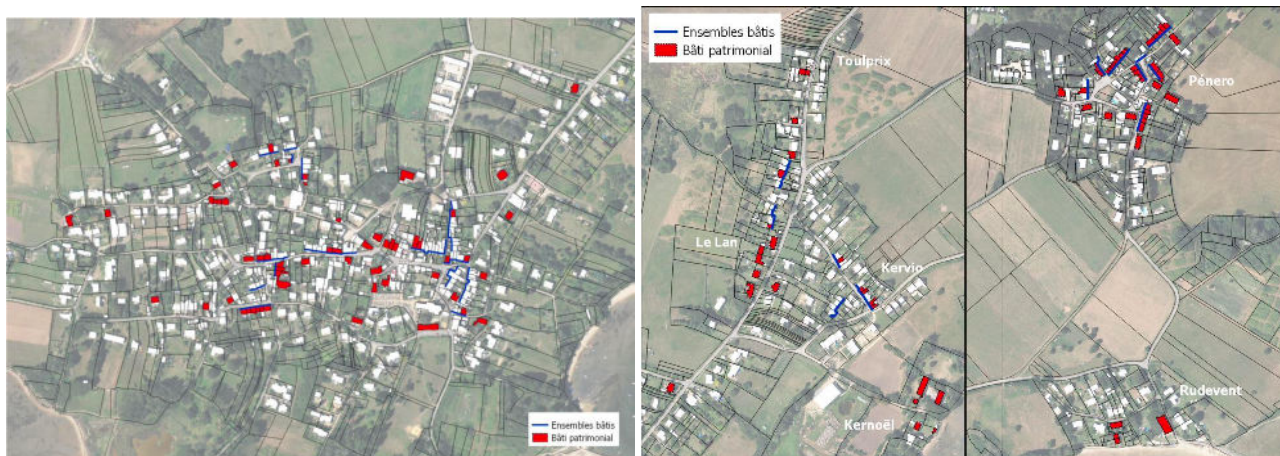 Ensembles bâtis
Bâti patrimonial
Ensembles bâtis
Bâti patrimonial
Toulprix
Le Lan
Kervio
Kernoël
Pénero
Rudevent